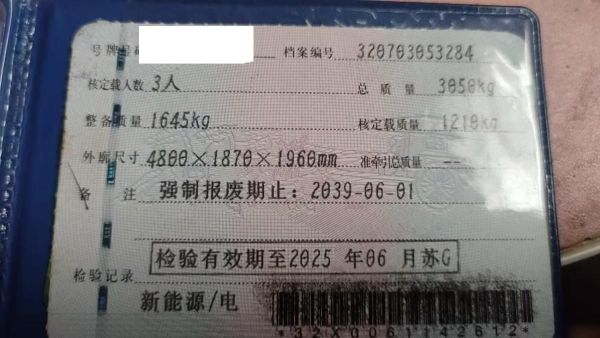 号牌号码 档案编号 320703053284
核定载人数 3人 总质量 3050kg
整备质量 1645kg 核定载质量 1210kg
外廓尺寸 4800×1870×1960mm 准牵引总质量 --
备注 强制报废期止: 2039-06-01
检验有效期至2025 年06 月苏G
检验记录
新能源/电
*32X0061142612*